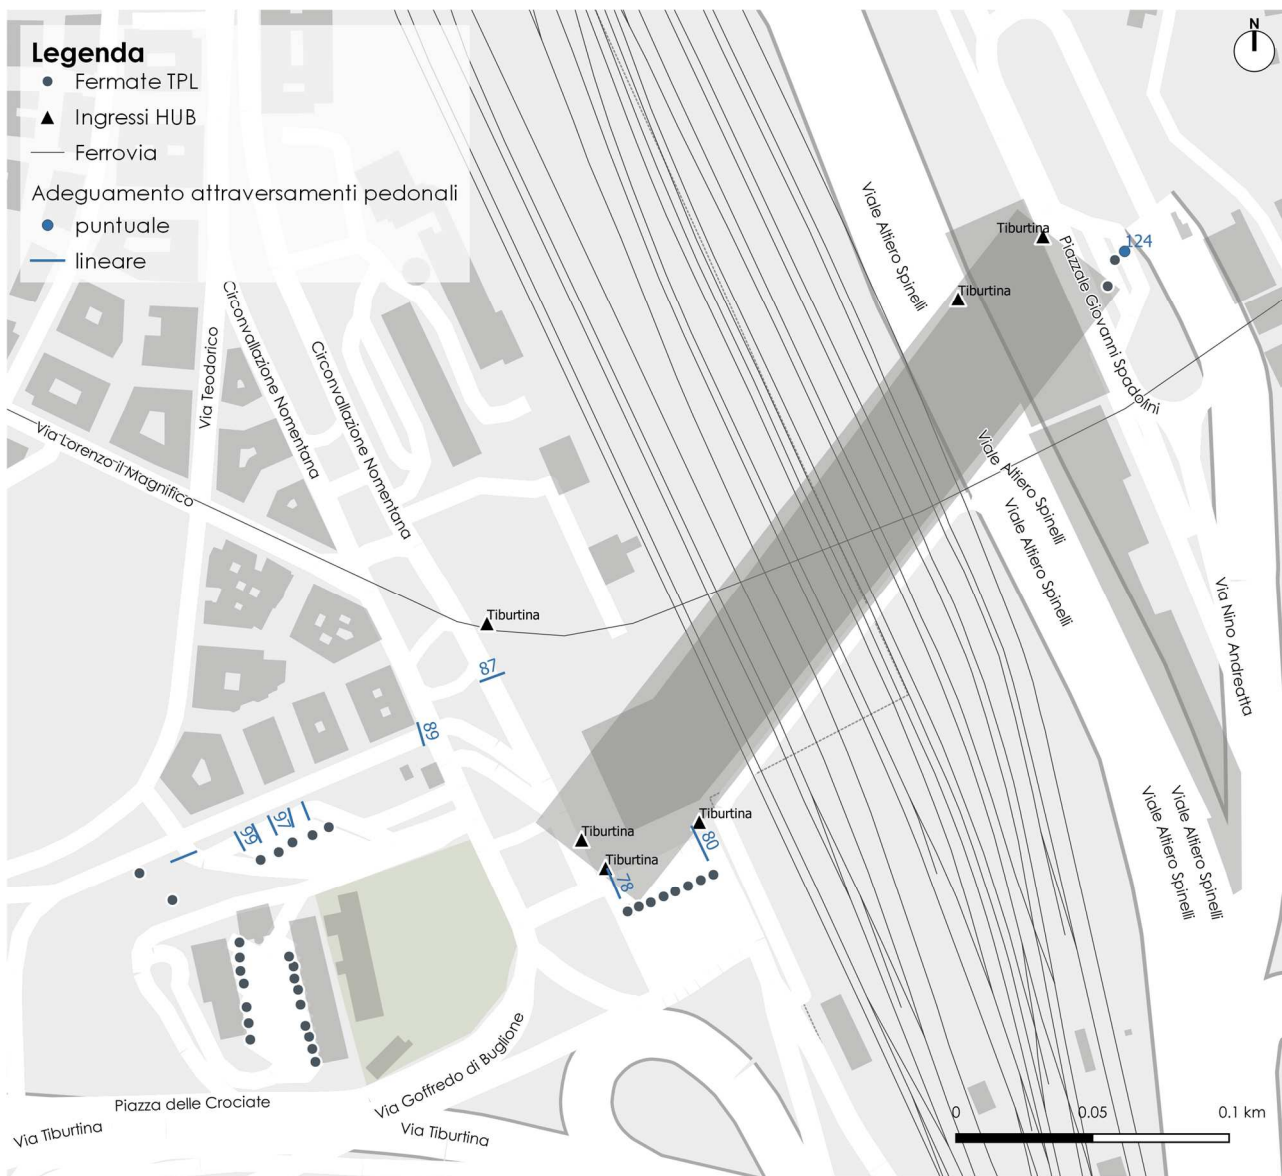 N
Legenda
Fermate TPL
Ingressi HUB
Ferrovia
Adeguamento attraversamenti pedonali
puntuale
lineare
Viale Altiero Spinelli
Tiburtina
124
Tiburtina
Piazzale Giovanni Spadolini
Circonvallazione Nomentana
Circonvallazione Nomentana
Via Teodorico
Via Lorenzo il Magnifico
Viale Altiero Spinelli
Viale Altiero Spinelli
Via Nino Andreatta
Tiburtina
87
89
99
97
Tiburtina
Tiburtina
Tiburtina
80
78
Viale Altiero Spinelli
Viale Altiero Spinelli
Via Goffredo di Buglione
Piazza delle Crociate
Via Tiburtina
Via Tiburtina
0
0.05
0.1 km